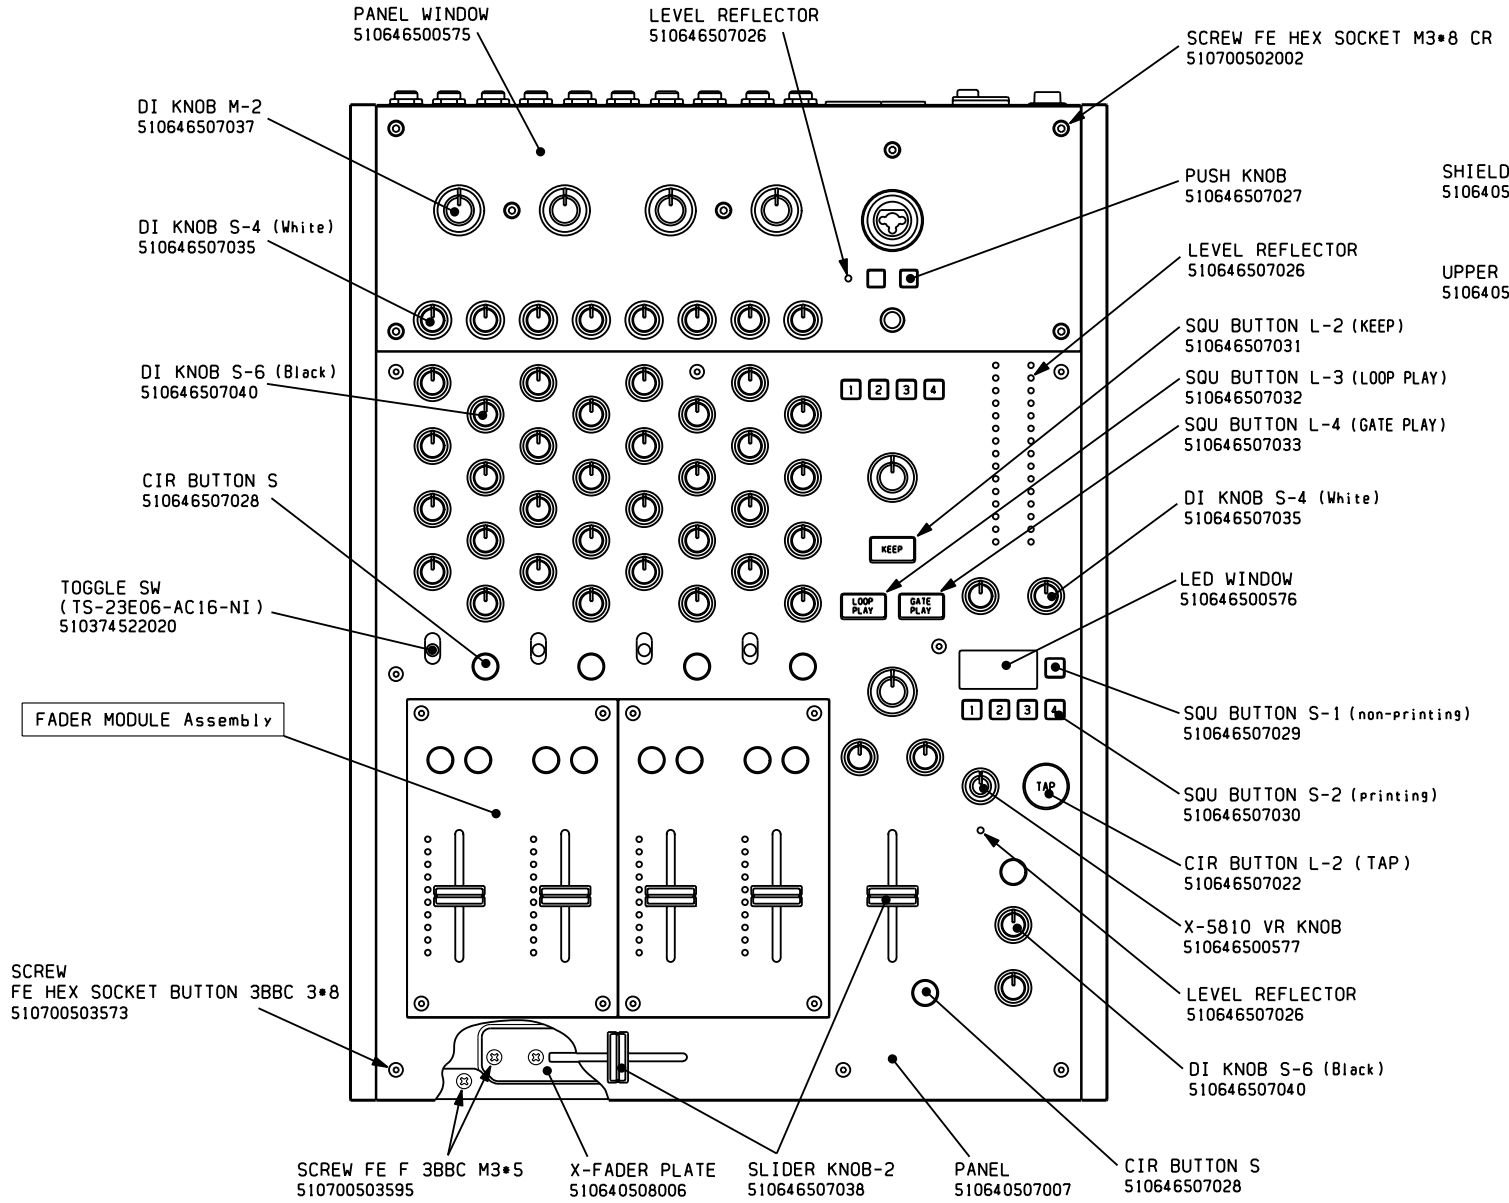 PANEL WINDOW
510646500575
LEVEL REFLECTOR
510646507026
SCREW FE HEX SOCKET M3*8 CR
510700502002
DI KNOB M-2
510646507037
PUSH KNOB
510646507027
SHIELD
5106405
DI KNOB S-4 (White)
510646507035
LEVEL REFLECTOR
510646507026
UPPER
5106405
SQU BUTTON L-2 (KEEP)
510646507031
DI KNOB S-6 (Black)
510646507040
1 2 3 4
SQU BUTTON L-3 (LOOP PLAY)
510646507032
SQU BUTTON L-4 (GATE PLAY)
510646507033
CIR BUTTON S
510646507028
DI KNOB S-4 (White)
510646507035
KEEP
TOGGLE SW
(TS-23E06-AC16-NI)
510374522020
LOOP
PLAY
GATE
PLAY
LED WINDOW
510646500576
FADER MODULE Assembly
1 2 3 4
SQU BUTTON S-1 (non-printing)
510646507029
TAP
SQU BUTTON S-2 (printing)
510646507030
CIR BUTTON L-2 (TAP)
510646507022
X-5810 VR KNOB
510646500577
SCREW
FE HEX SOCKET BUTTON 3BBC 3*8
510700503573
LEVEL REFLECTOR
510646507026
DI KNOB S-6 (Black)
510646507040
SCREW FE F 3BBC M3*5
510700503595
X-FADER PLATE
510640508006
SLIDER KNOB-2
510646507038
PANEL
510640507007
CIR BUTTON S
510646507028